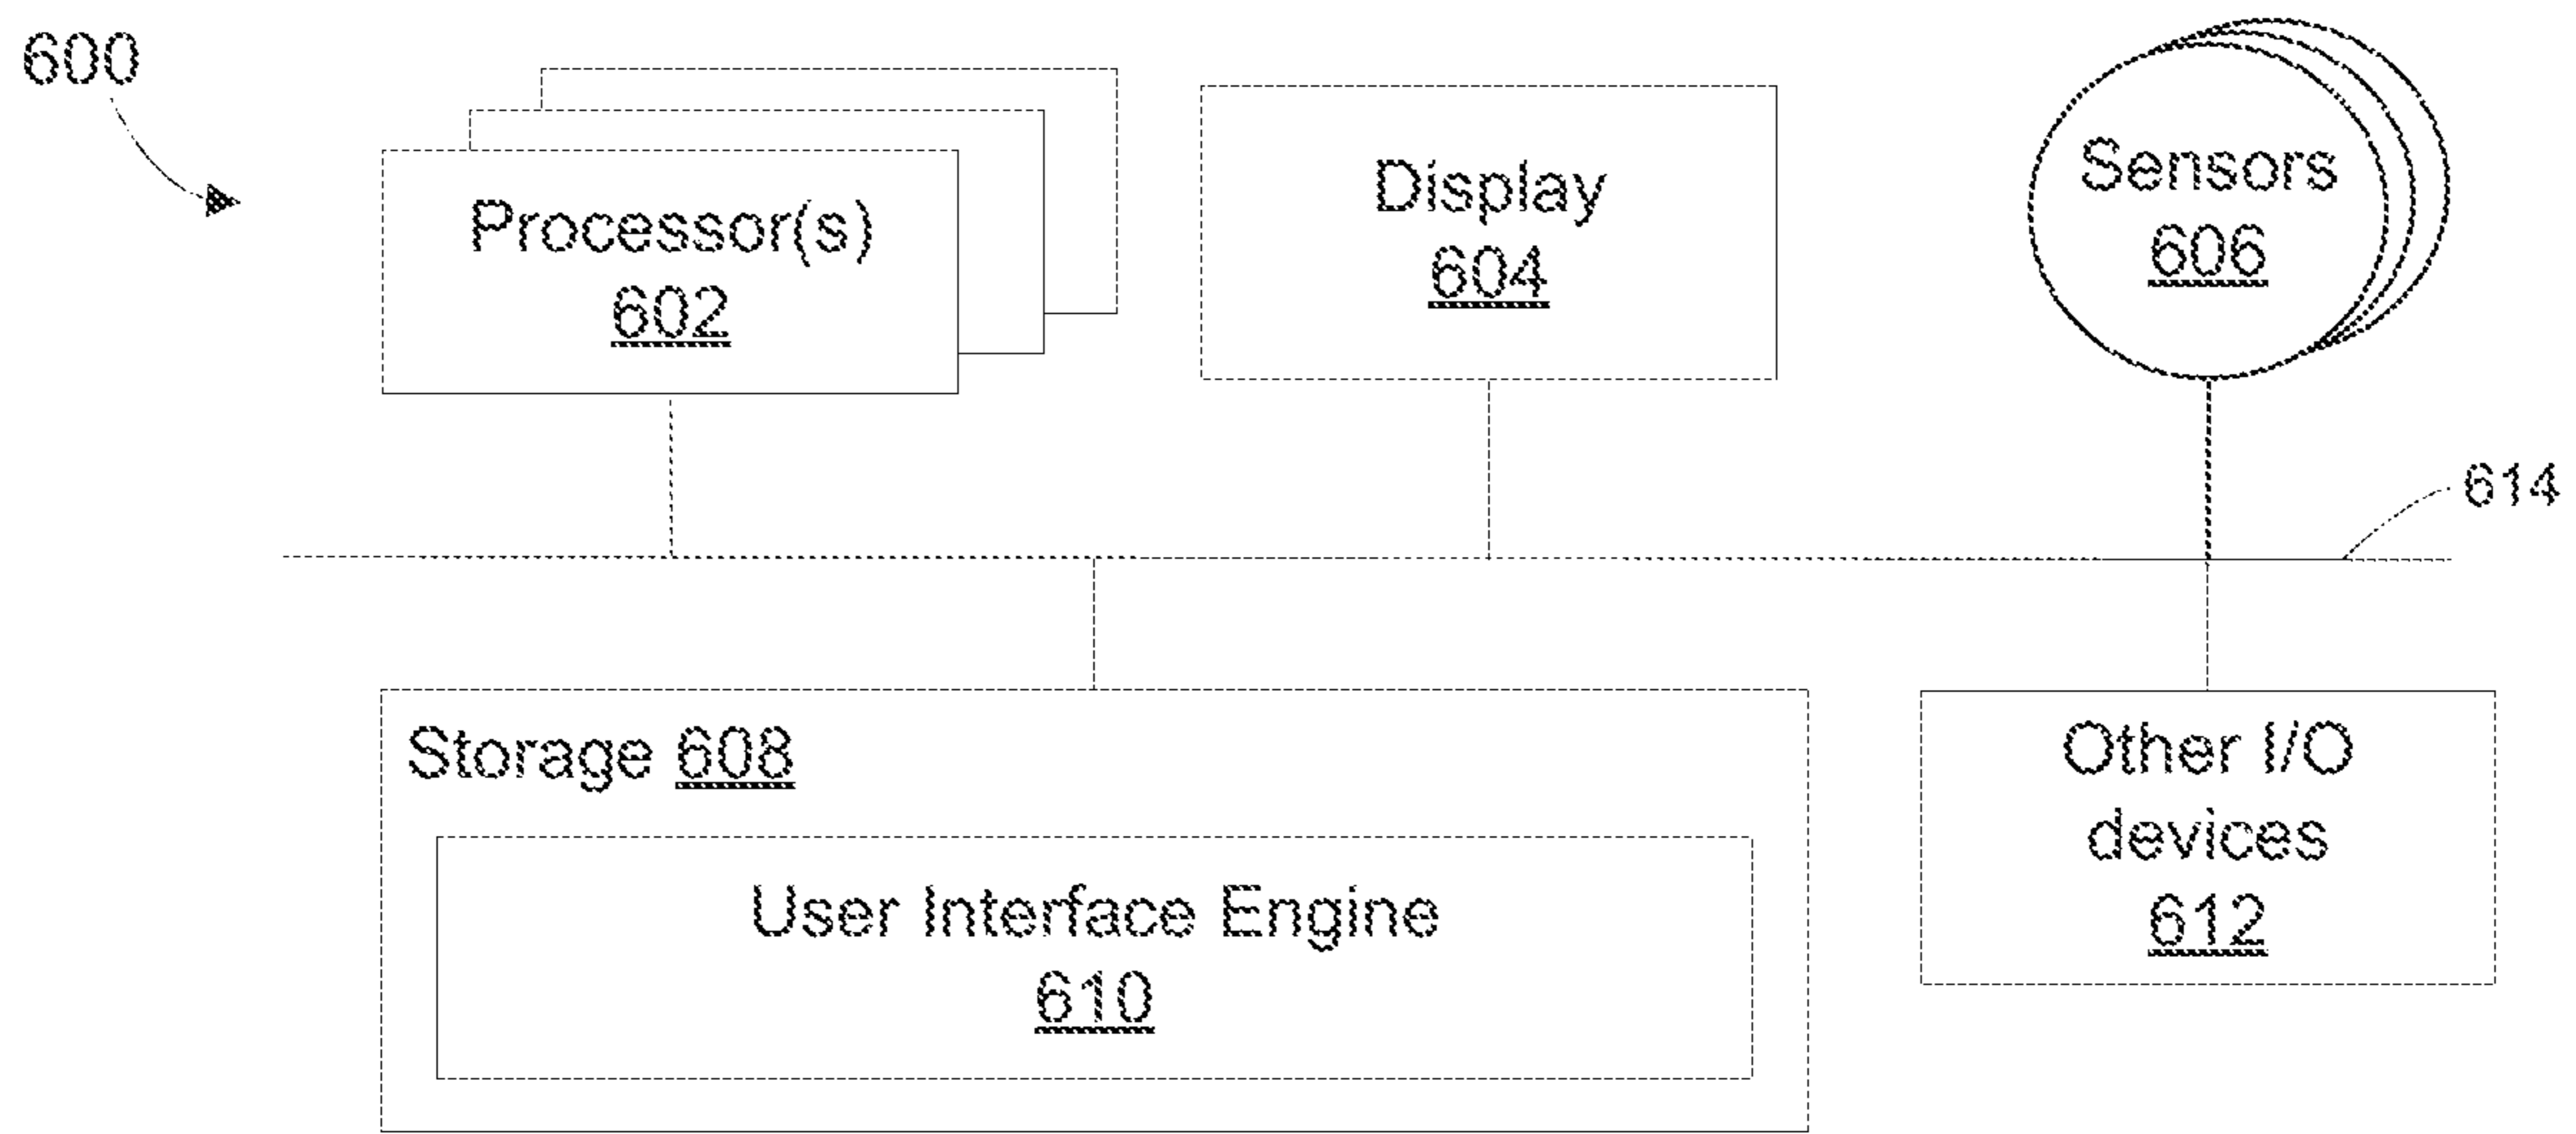 600
Processor(s)
602
Display
604
Sensors
606
614
Storage 608
User Interface Engine
610
Other I/O
devices
612